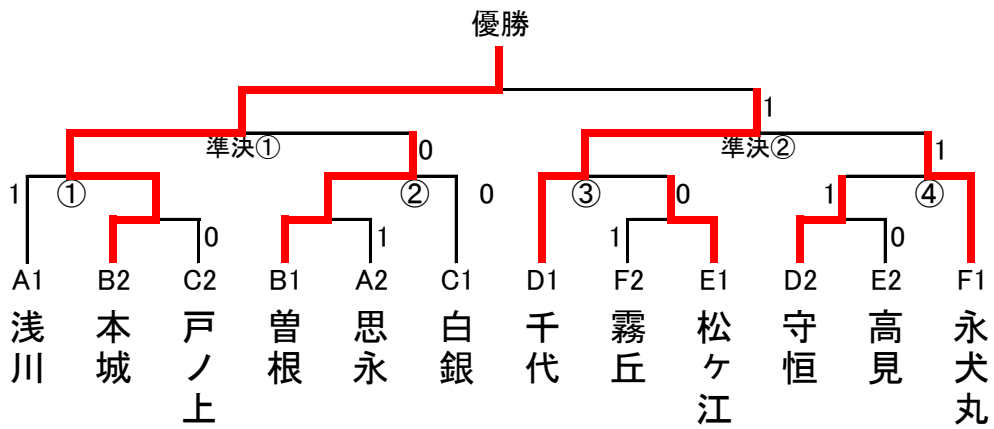 優勝
1
準決① 0 準決② 1
1 ① ② 0 ③ 0 1 ④
0 1 1 0
A1 B2 C2 B1 A2 C1 D1 F2 E1 D2 E2 F1
浅川 本城 戸ノ上 曽根 思永 白銀 千代 霧丘 松ヶ江 守恒 高見 永犬丸